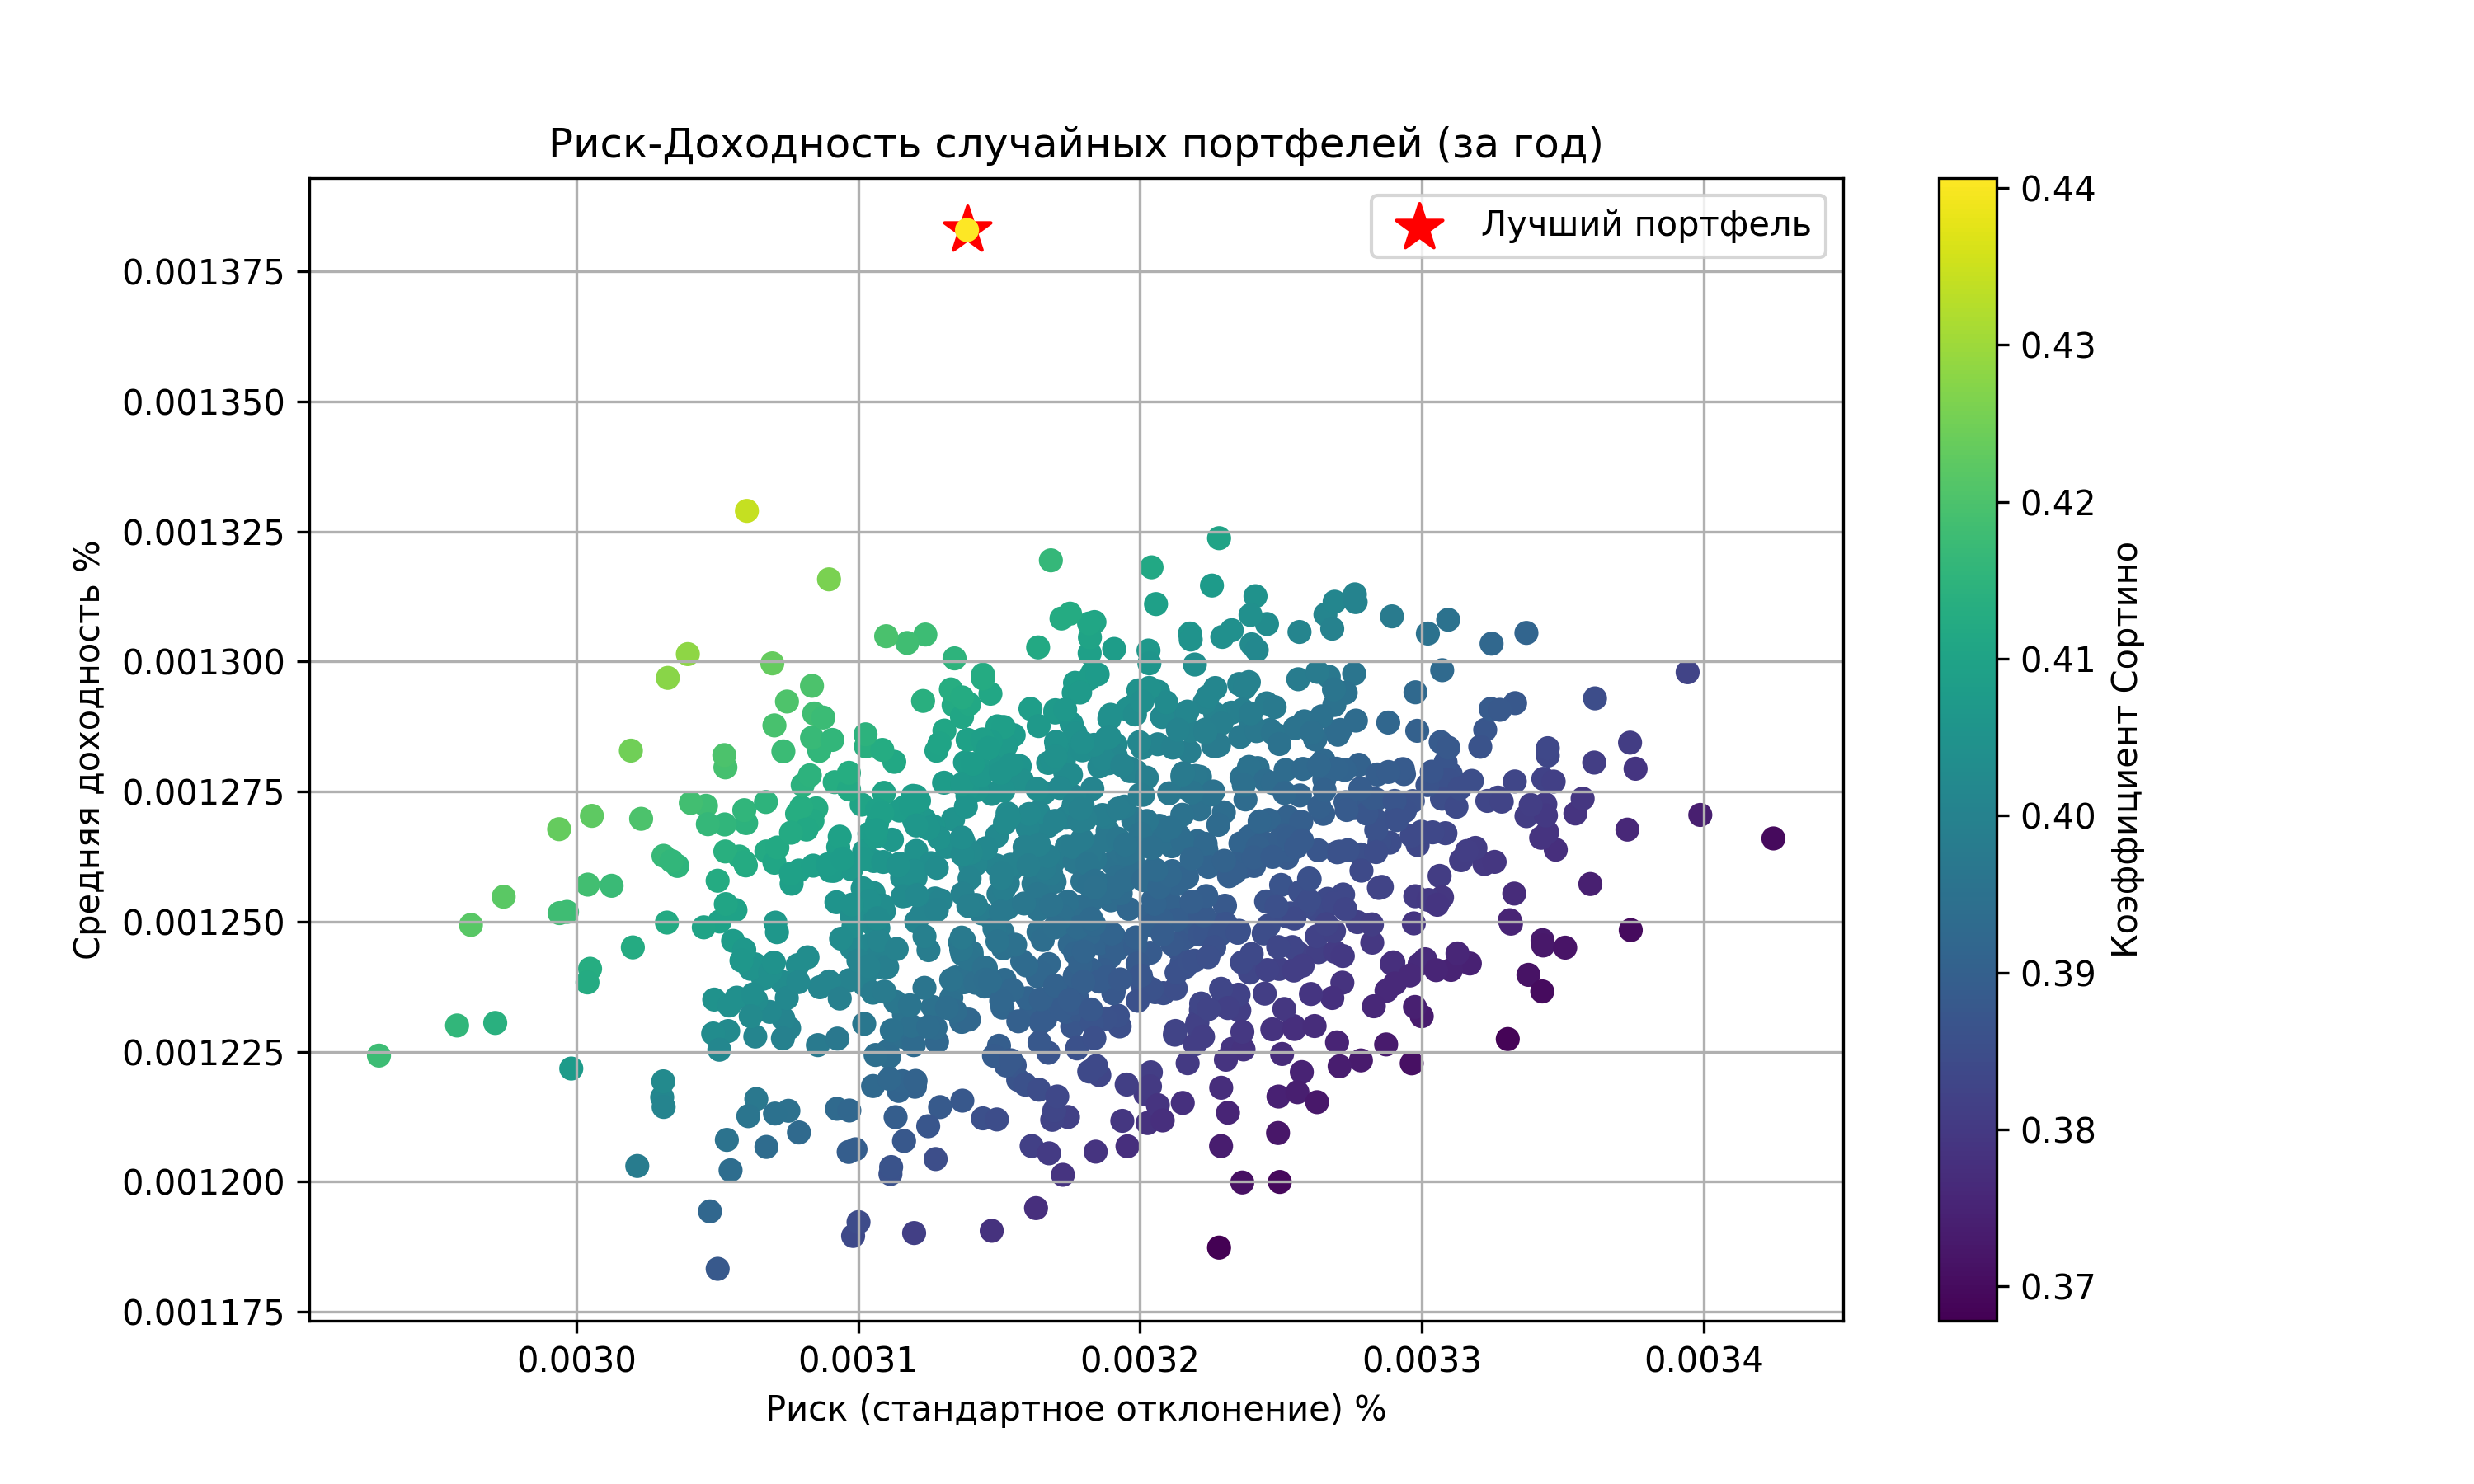 Риск-Доходность случайных портфелей (за год)
Лучший портфель
Средняя доходность %
0.001375
0.001350
0.001325
0.001300
0.001275
0.001250
0.001225
0.001200
0.001175
0.0030 0.0031 0.0032 0.0033 0.0034
Риск (стандартное отклонение) %
0.44
0.43
0.42
0.41
0.40
0.39
0.38
0.37
Коэффициент Сортино